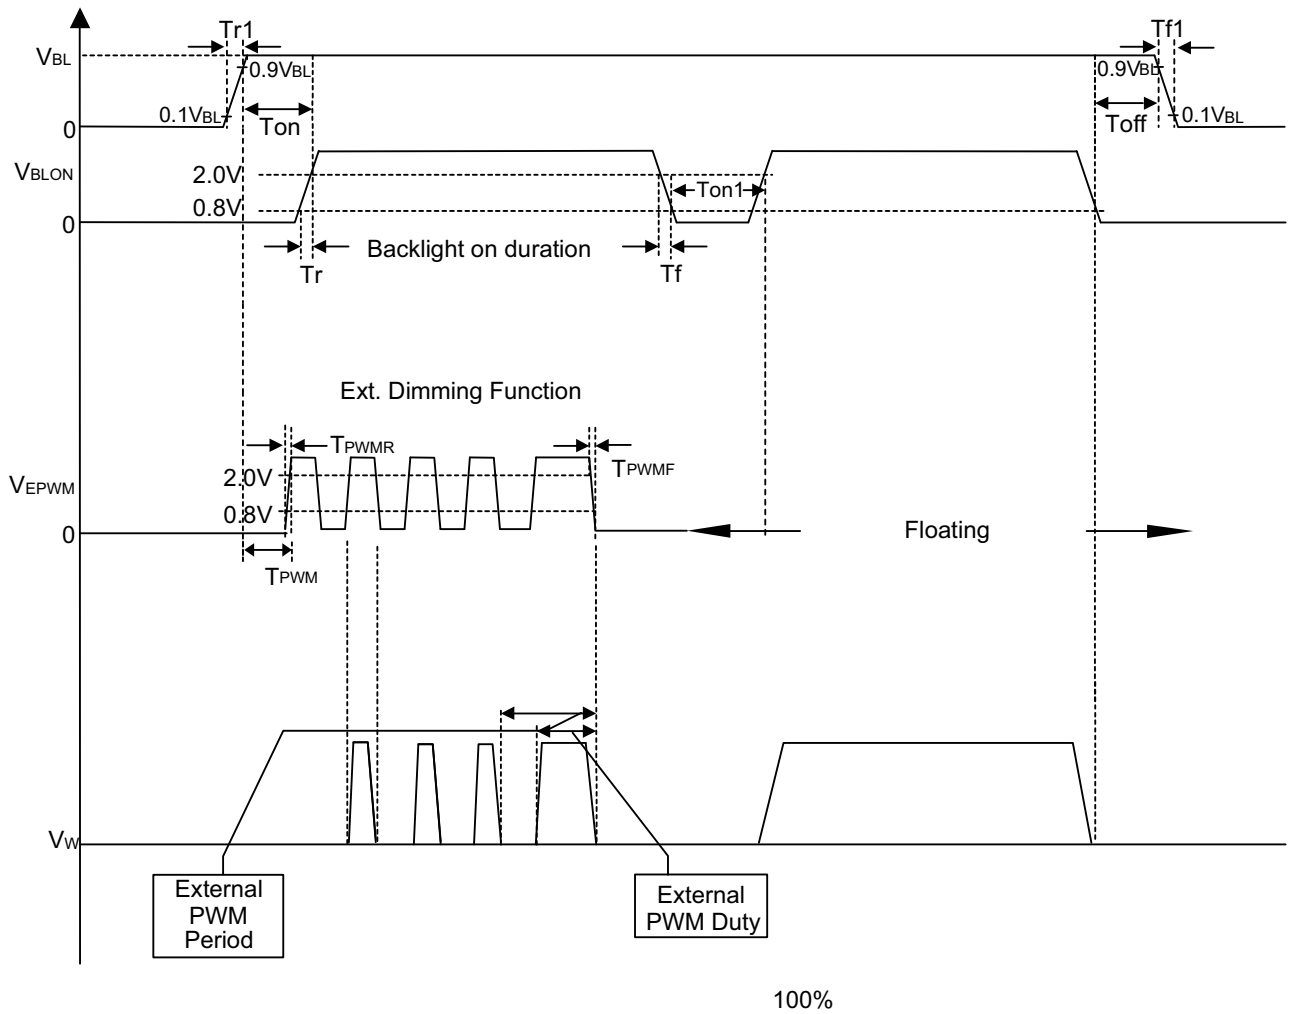 Tr1
Tf1
VBL
0.9VBL
0.9VBL
0.1VBL
Ton
Toff
0.1VBL
0
VBLON
2.0V
Ton1
0.8V
0
Backlight on duration
Tr
Tf
Ext. Dimming Function
TPWMR
TPWMF
2.0V
VEPWM
0.8V
0
Floating
TPWM
VW
External
PWM
Period
External
PWM Duty
100%